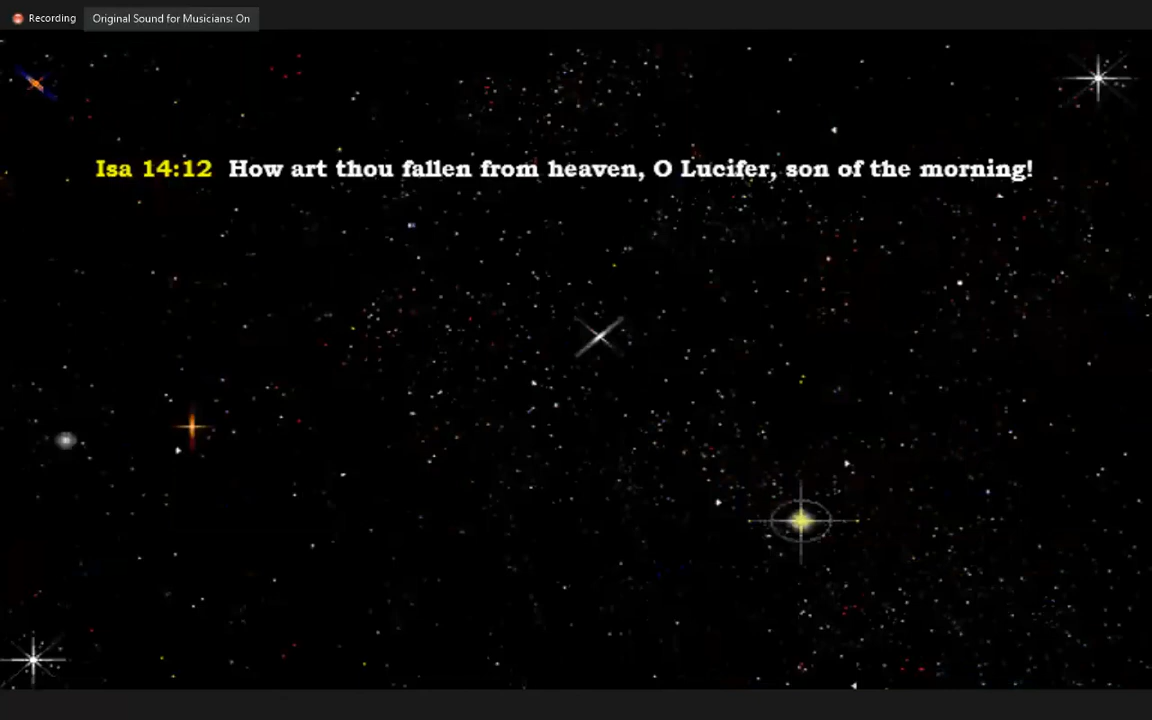 Recording
Original Sound for Musicians: On
Isa 14:12 How art thou fallen from heaven, O Lucifer, son of the morning!